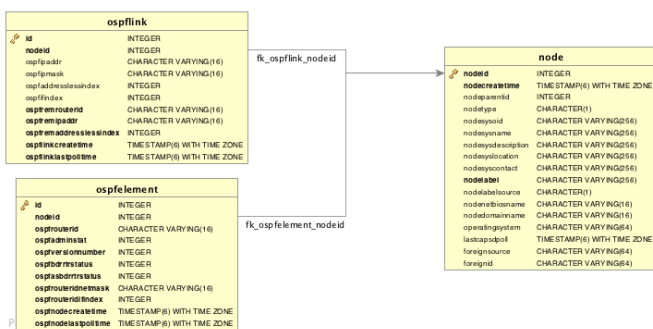 ospflink
id INTEGER
nodeid INTEGER
ospfipaddr CHARACTER VARYING(16)
ospfipmask CHARACTER VARYING(16)
ospfaddresslessindex INTEGER
ospfifindex INTEGER
ospfremrouterid CHARACTER VARYING(16)
ospfremipaddr CHARACTER VARYING(16)
ospfremaddresslessindex INTEGER
ospflinkcreatetime TIMESTAMP(6) WITH TIME ZONE
ospflinklastpolltime TIMESTAMP(6) WITH TIME ZONE
fk_ospflink_nodeid
node
nodeid INTEGER
nodecreatetime TIMESTAMP(6) WITH TIME ZONE
nodeparentid INTEGER
nodetype CHARACTER(1)
nodesysoid CHARACTER VARYING(256)
nodesysname CHARACTER VARYING(256)
nodesysdescription CHARACTER VARYING(256)
nodesyslocation CHARACTER VARYING(256)
nodesyscontact CHARACTER VARYING(256)
nodelabel CHARACTER VARYING(256)
nodelabelsource CHARACTER(1)
nodenetbiosname CHARACTER VARYING(16)
nodedomainname CHARACTER VARYING(16)
operatingsystem CHARACTER VARYING(64)
lastcapsdpoll TIMESTAMP(6) WITH TIME ZONE
foreignsource CHARACTER VARYING(64)
foreignid CHARACTER VARYING(64)
ospfelement
id INTEGER
nodeid INTEGER
ospfrouterid CHARACTER VARYING(16)
ospfadminstat INTEGER
ospfversionnumber INTEGER
ospfbdrrtrstatus INTEGER
ospfasbdrrtrstatus INTEGER
ospfrouteridnetmask CHARACTER VARYING(16)
ospfrouteridifindex INTEGER
ospfnodecreatetime TIMESTAMP(6) WITH TIME ZONE
ospfnodelastpolltime TIMESTAMP(6) WITH TIME ZONE
fk_ospfelement_nodeid